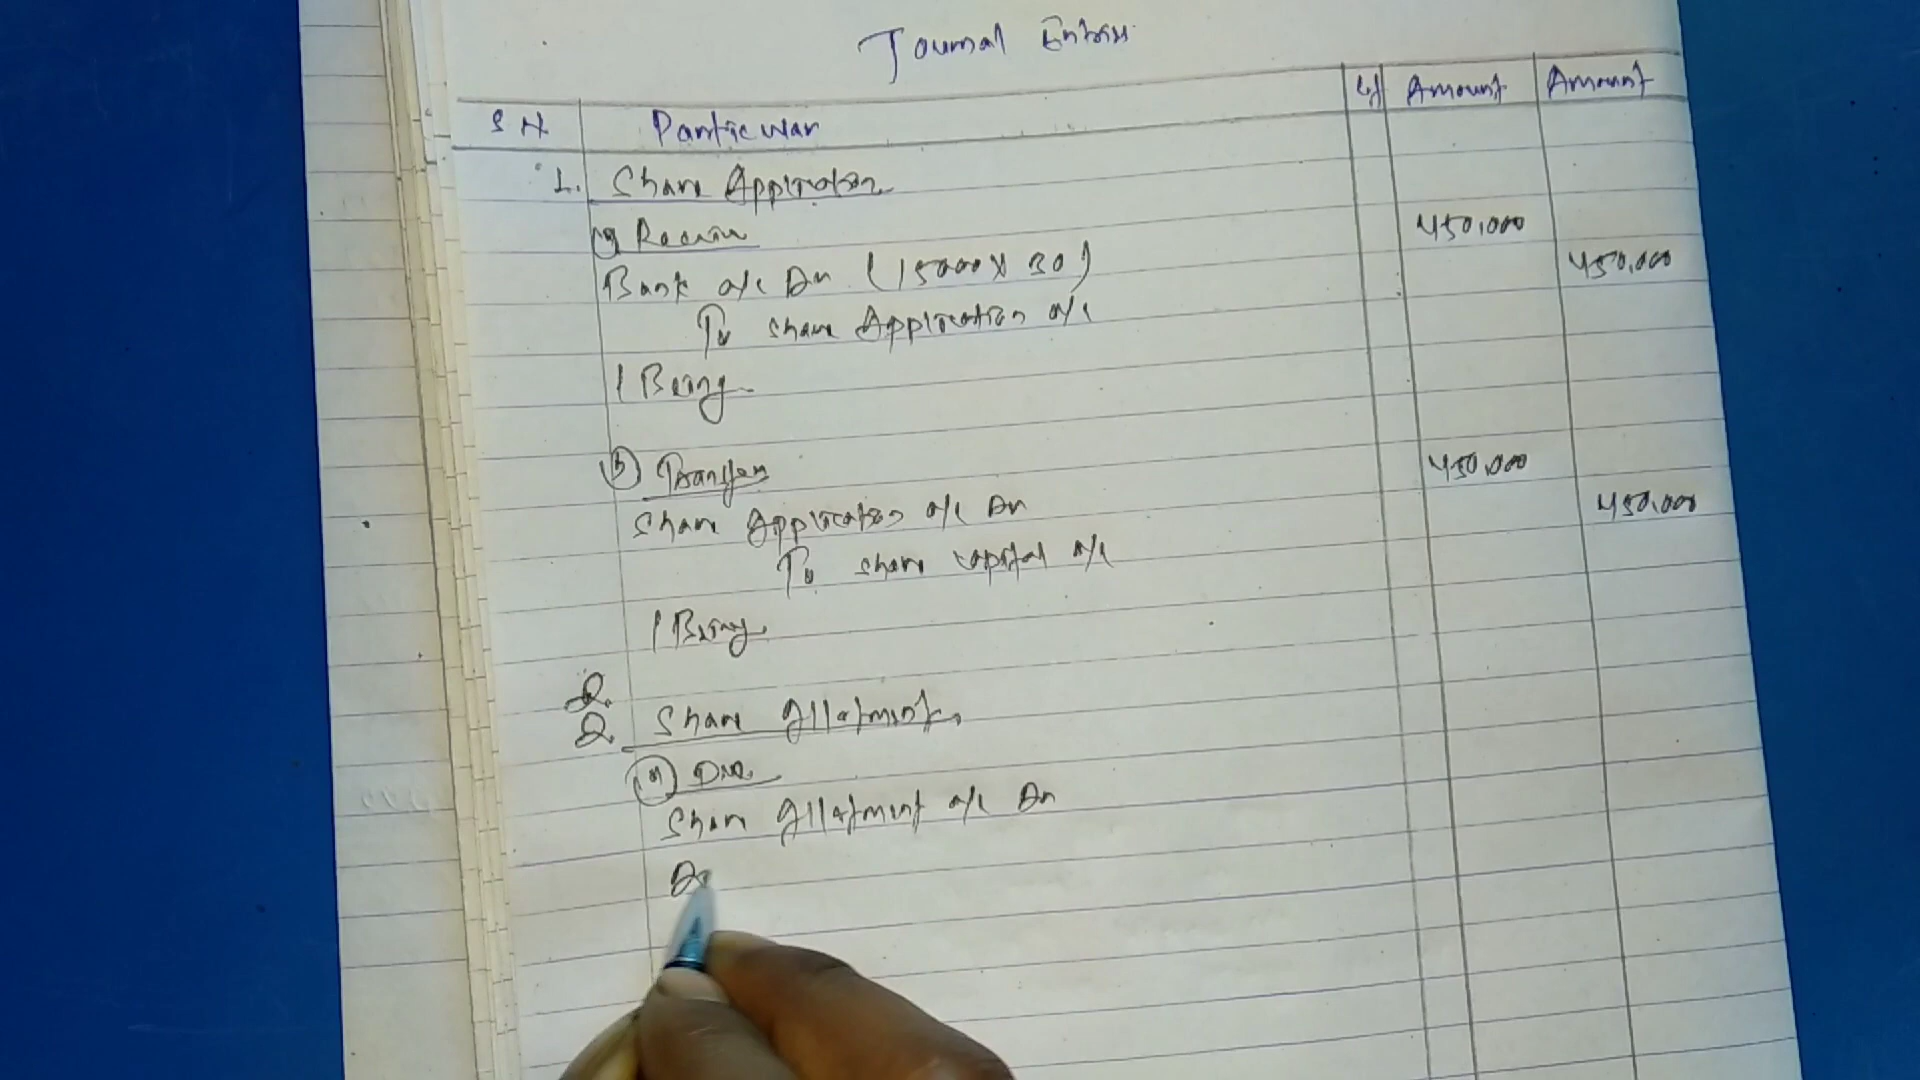 Journal Entries
S.N. Particular L/f Amount Amount
1. Share Application
(a) Receive 450,000
Bank a/c Dr (15000 x 30) 450,000
To share Application a/c
(Being
(b) Transfer 450,000
Share Application a/c Dr 450,000
To share capital a/c
(Being
2.
2. Share Allotment
(a) Due
Share Allotment a/c Dr